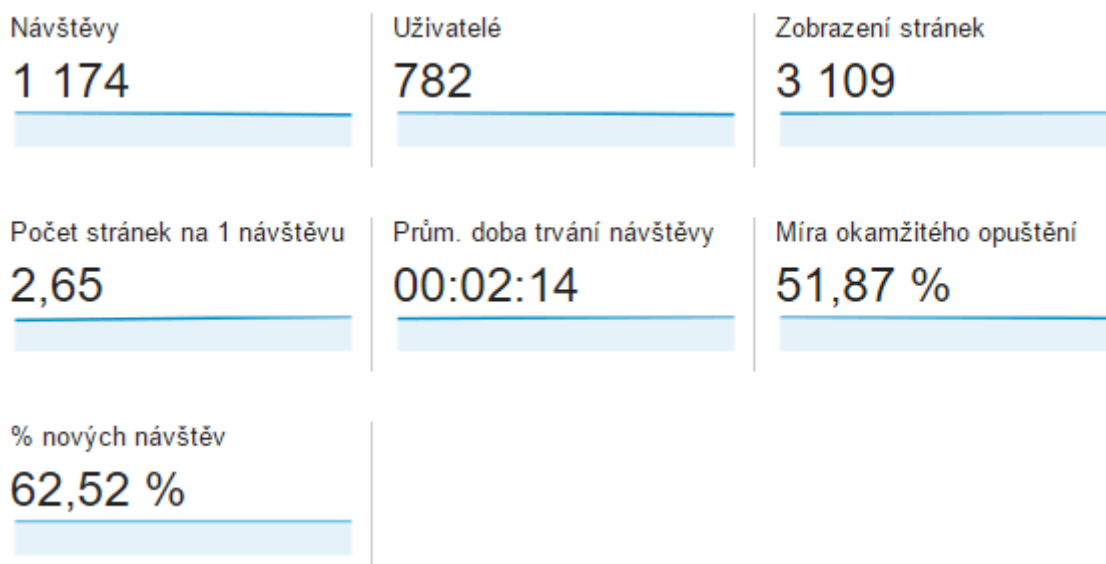 Návštěvy
1 174
Uživatelé
782
Zobrazení stránek
3 109
Počet stránek na 1 návštěvu
2,65
Prům. doba trvání návštěvy
00:02:14
Míra okamžitého opuštění
51,87 %
% nových návštěv
62,52 %